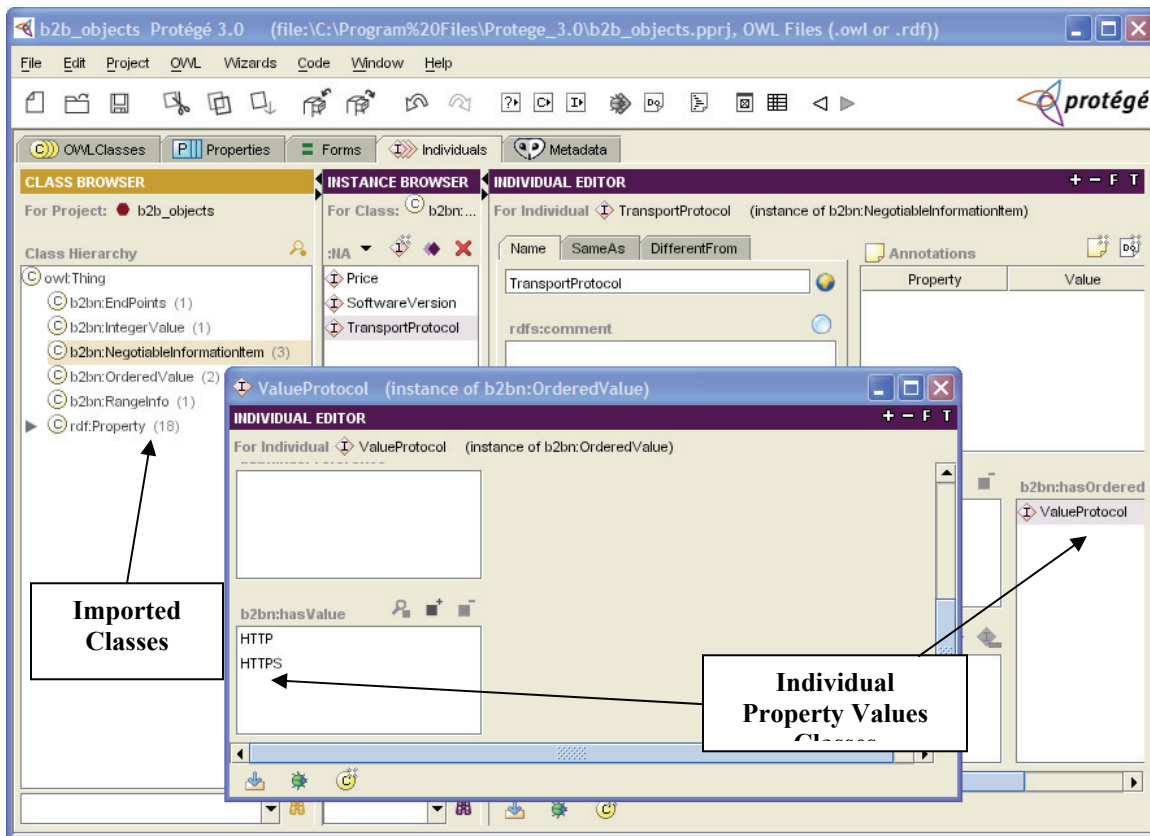 b2b_objects Protégé 3.0 (file:\C:\Program%20Files\Protege_3.0\b2b_objects.pprj, OWL Files (.owl or .rdf))
File Edit Project OWL Wizards Code Window Help
protégé
OWLClasses Properties Forms Individuals Metadata
CLASS BROWSER
For Project: b2b_objects
Class Hierarchy
owl:Thing
b2bn:EndPoints (1)
b2bn:IntegerValue (1)
b2bn:NegotiableInformationItem (3)
b2bn:OrderedValue (2)
b2bn:RangeInfo (1)
rdf:Property (18)
INSTANCE BROWSER
For Class: b2bn:...
:NA
Price
SoftwareVersion
TransportProtocol
INDIVIDUAL EDITOR + − F T
For Individual TransportProtocol (instance of b2bn:NegotiableInformationItem)
Name SameAs DifferentFrom
TransportProtocol
rdfs:comment
Annotations
Property Value
b2bn:hasOrdered
ValueProtocol
ValueProtocol (instance of b2bn:OrderedValue)
INDIVIDUAL EDITOR + − F T
For Individual ValueProtocol (instance of b2bn:OrderedValue)
b2bn:hasValue
HTTP
HTTPS
Imported
Classes
Individual
Property Values
Classes